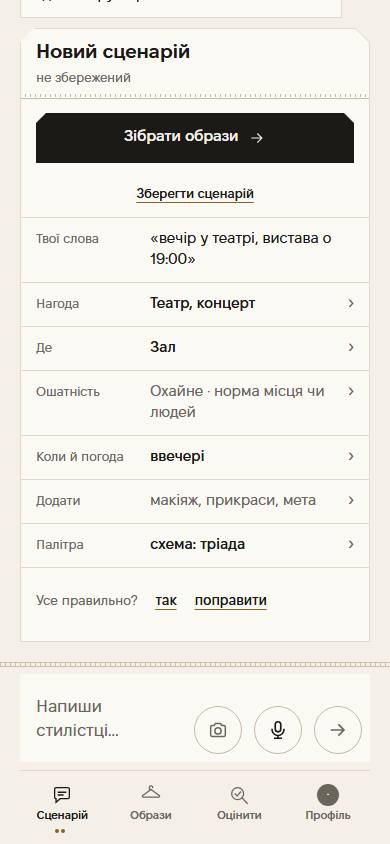 Новий сценарій
не збережений
Зібрати образи →
Зберегти сценарій
Твої слова
«вечір у театрі, вистава о
19:00»
Нагода
Театр, концерт
Де
Зал
Ошатність
Охайне · норма місця чи
людей
Коли й погода
ввечері
Додати
макіяж, прикраси, мета
Палітра
схема: тріада
Усе правильно? так поправити
Напиши
стилістці...
Сценарій
Образи
Оцінити
Профіль